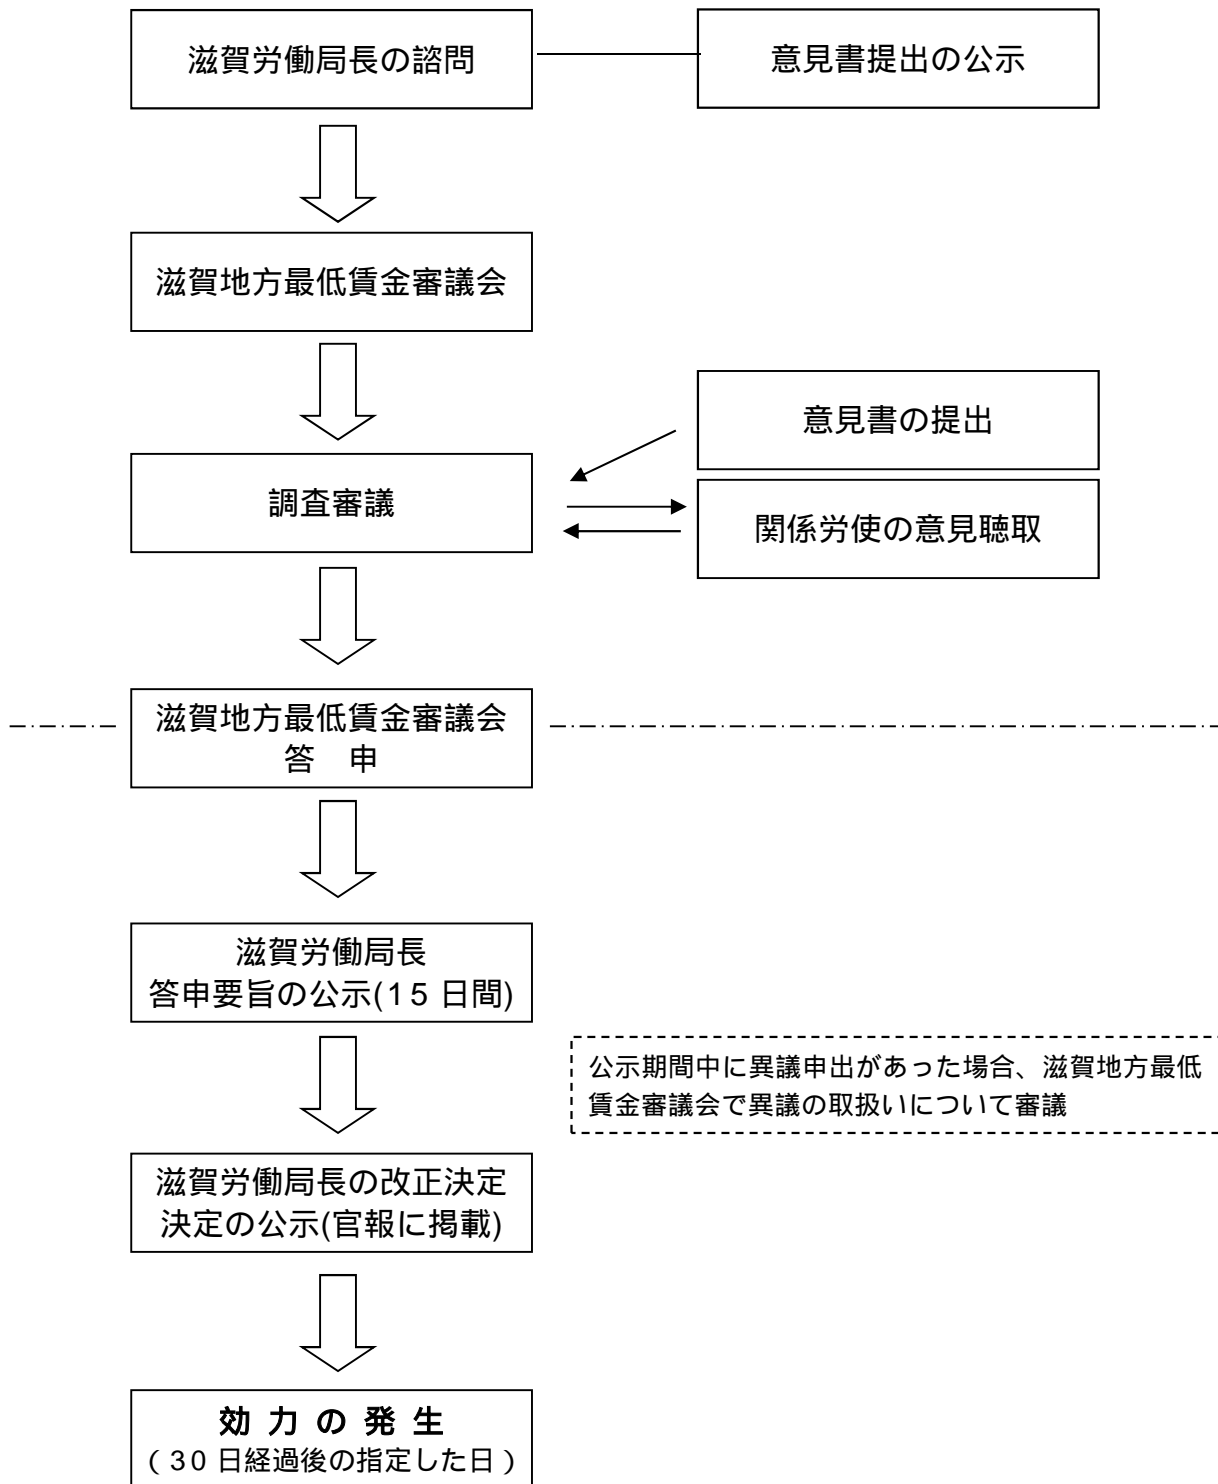 滋賀労働局長の諮問
意見書提出の公示
滋賀地方最低賃金審議会
意見書の提出
調査審議
関係労使の意見聴取
滋賀地方最低賃金審議会
答　申
滋賀労働局長
答申要旨の公示(15 日間)
公示期間中に異議申出があった場合、滋賀地方最低
賃金審議会で異議の取扱いについて審議
滋賀労働局長の改正決定
決定の公示(官報に掲載)
効 力 の 発 生
(30 日経過後の指定した日)